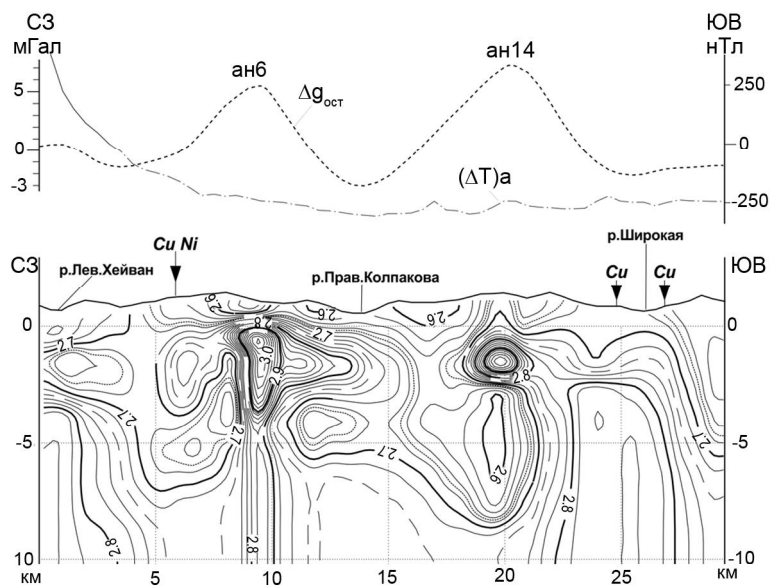 СЗ
мГал
ЮВ
нТл
ан6
ан14
5
0
-3
250
0
-250
Δgост
(ΔT)a
СЗ
ЮВ
Cu Ni
р.Лев.Хейван
р.Прав.Колпакова
р.Широкая
Cu
Cu
2.6
2.6
2.6
0
0
2.8
2.7
2.7
3.0
2.9
2.8
2.7
2.7
2.7
2.7
-5
-5
2.6
2.8
2.8
2.8
-10
-10
км
5
10
15
20
25
км